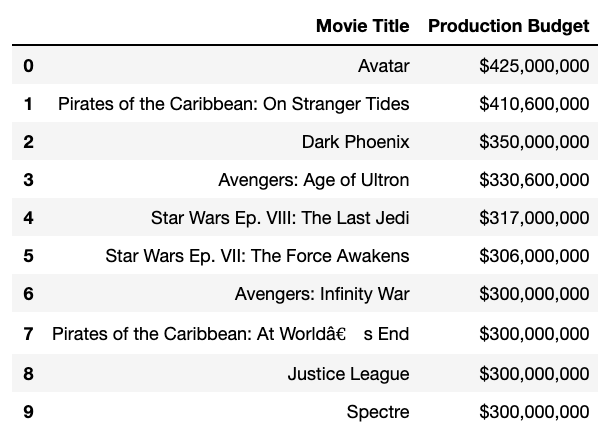 Movie Title Production Budget
0 Avatar $425,000,000
1 Pirates of the Caribbean: On Stranger Tides $410,600,000
2 Dark Phoenix $350,000,000
3 Avengers: Age of Ultron $330,600,000
4 Star Wars Ep. VIII: The Last Jedi $317,000,000
5 Star Wars Ep. VII: The Force Awakens $306,000,000
6 Avengers: Infinity War $300,000,000
7 Pirates of the Caribbean: At Worldâ€ s End $300,000,000
8 Justice League $300,000,000
9 Spectre $300,000,000